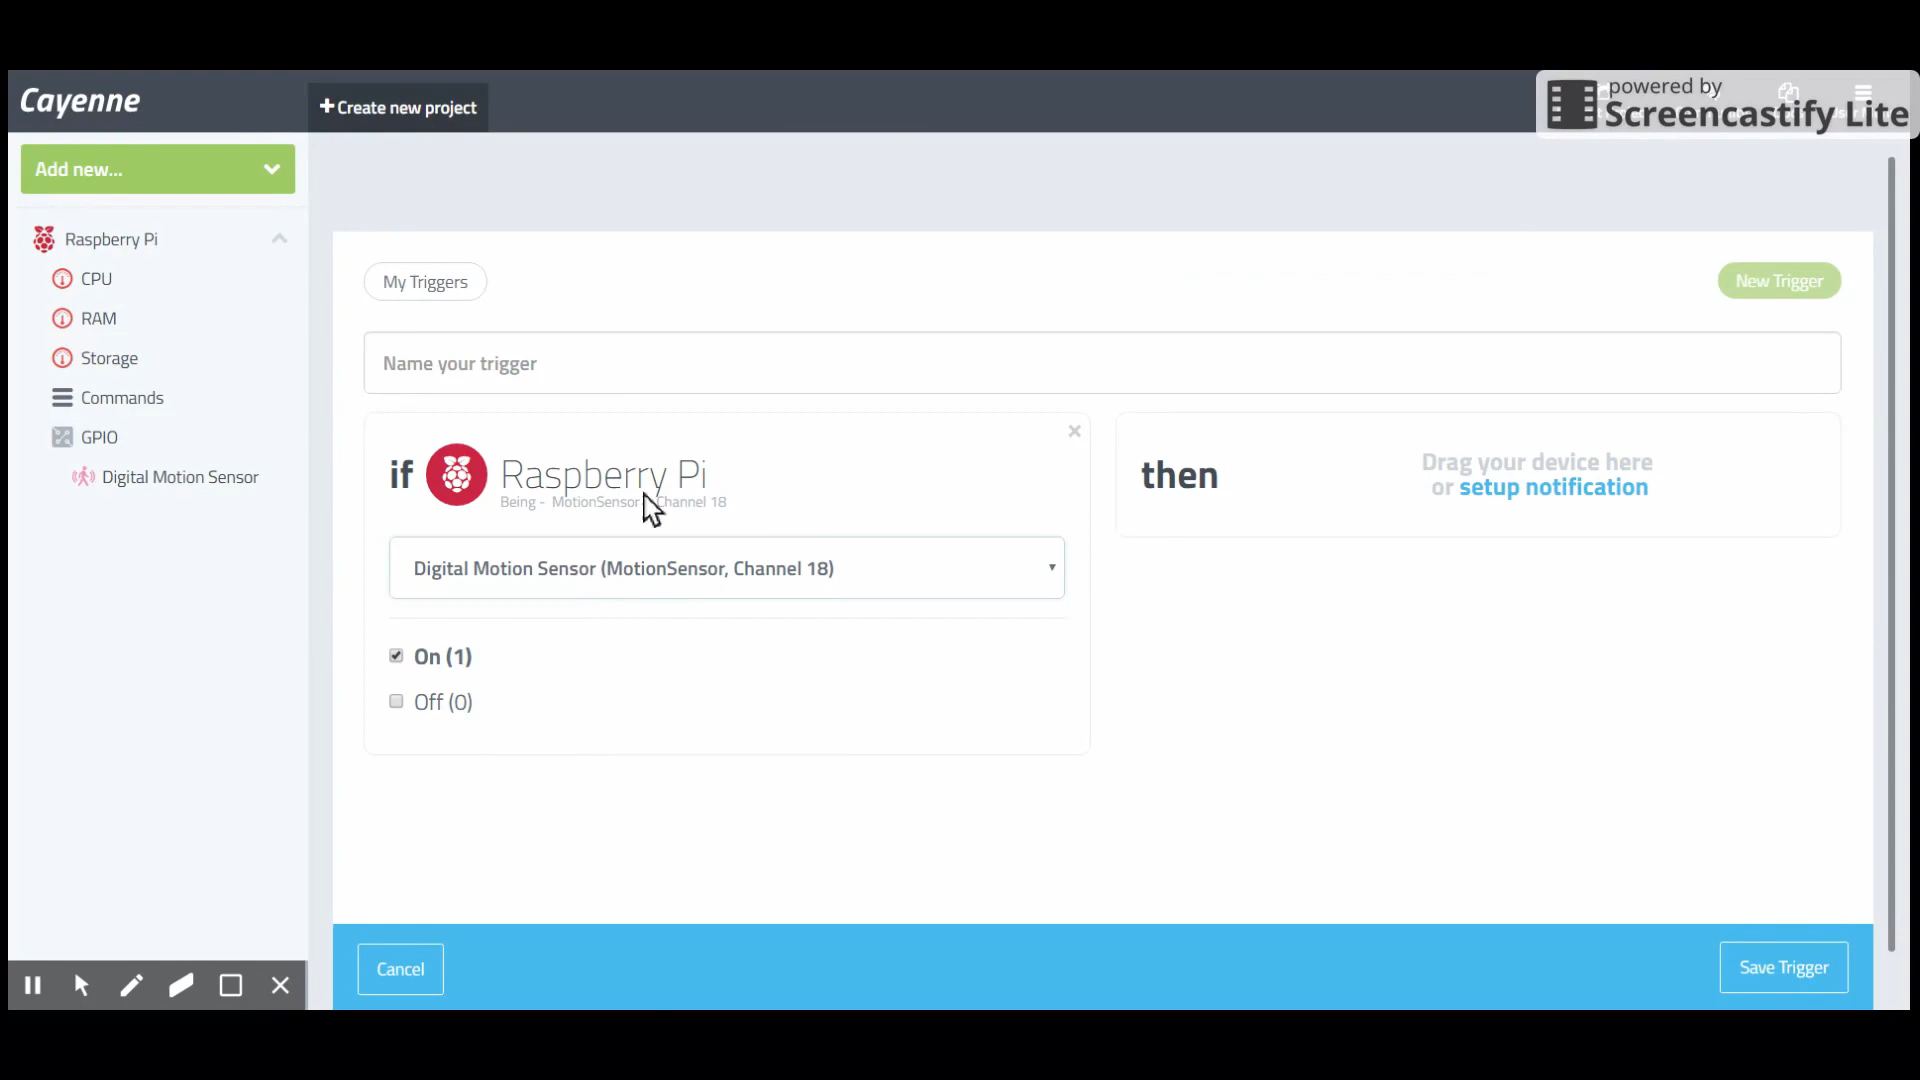 Cayenne
+ Create new project
powered by
Screencastify Lite
Add new...
Raspberry Pi
CPU
RAM
Storage
Commands
GPIO
Digital Motion Sensor
My Triggers
New Trigger
Name your trigger
if Raspberry Pi
Being - MotionSensor Channel 18
then
Drag your device here
or setup notification
Digital Motion Sensor (MotionSensor, Channel 18)
On (1)
Off (0)
Cancel
Save Trigger